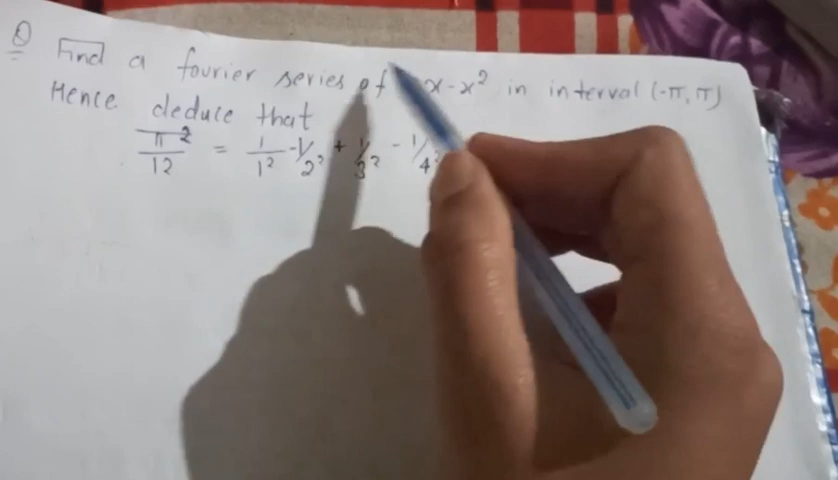 Q Find a fourier series of x-x² in interval (-π, π)
Hence deduce that
π²/12 = 1/1² - 1/2² + 1/3² - 1/4²